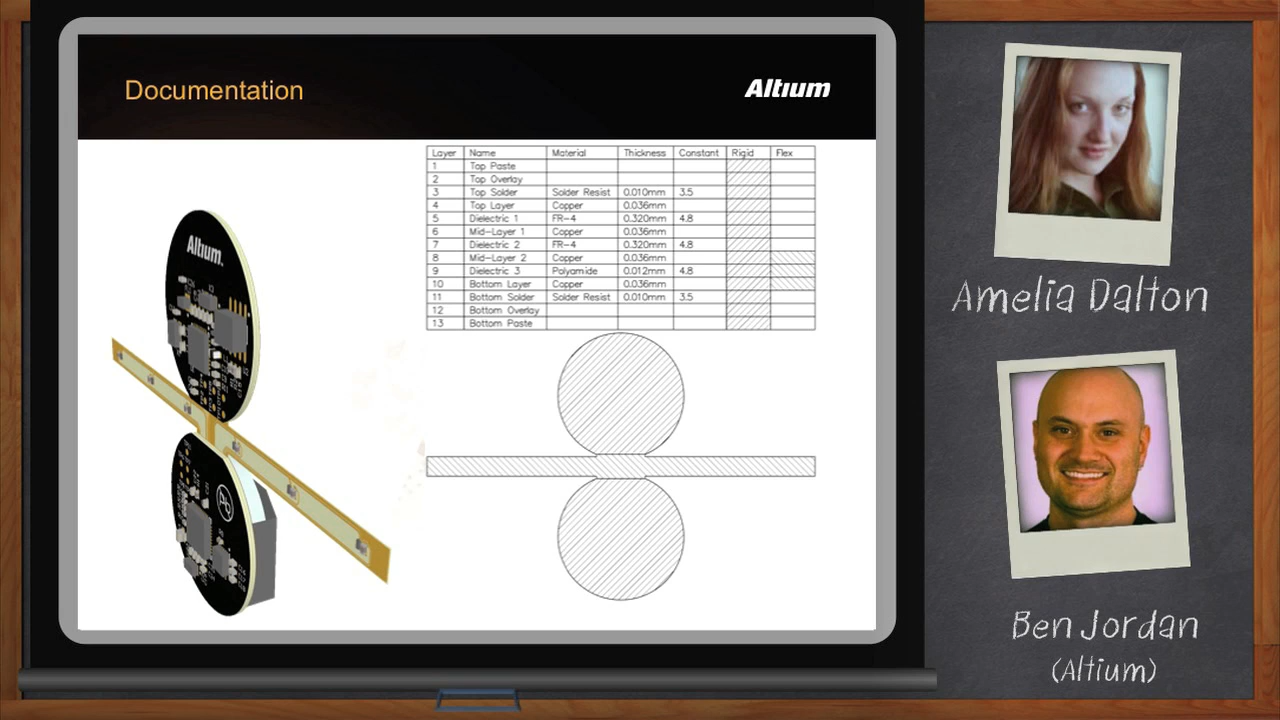 Documentation
Altium
Layer Name Material Thickness Constant Rigid Flex
1 Top Paste
2 Top Overlay
3 Top Solder Solder Resist 0.010mm 3.5
4 Top Layer Copper 0.036mm
5 Dielectric 1 FR-4 0.320mm 4.8
6 Mid-Layer 1 Copper 0.036mm
7 Dielectric 2 FR-4 0.320mm 4.8
8 Mid-Layer 2 Copper 0.036mm
9 Dielectric 3 Polyamide 0.012mm 4.8
10 Bottom Layer Copper 0.036mm
11 Bottom Solder Solder Resist 0.010mm 3.5
12 Bottom Overlay
13 Bottom Paste
Altium.
Amelia Dalton
Ben Jordan
(Altium)